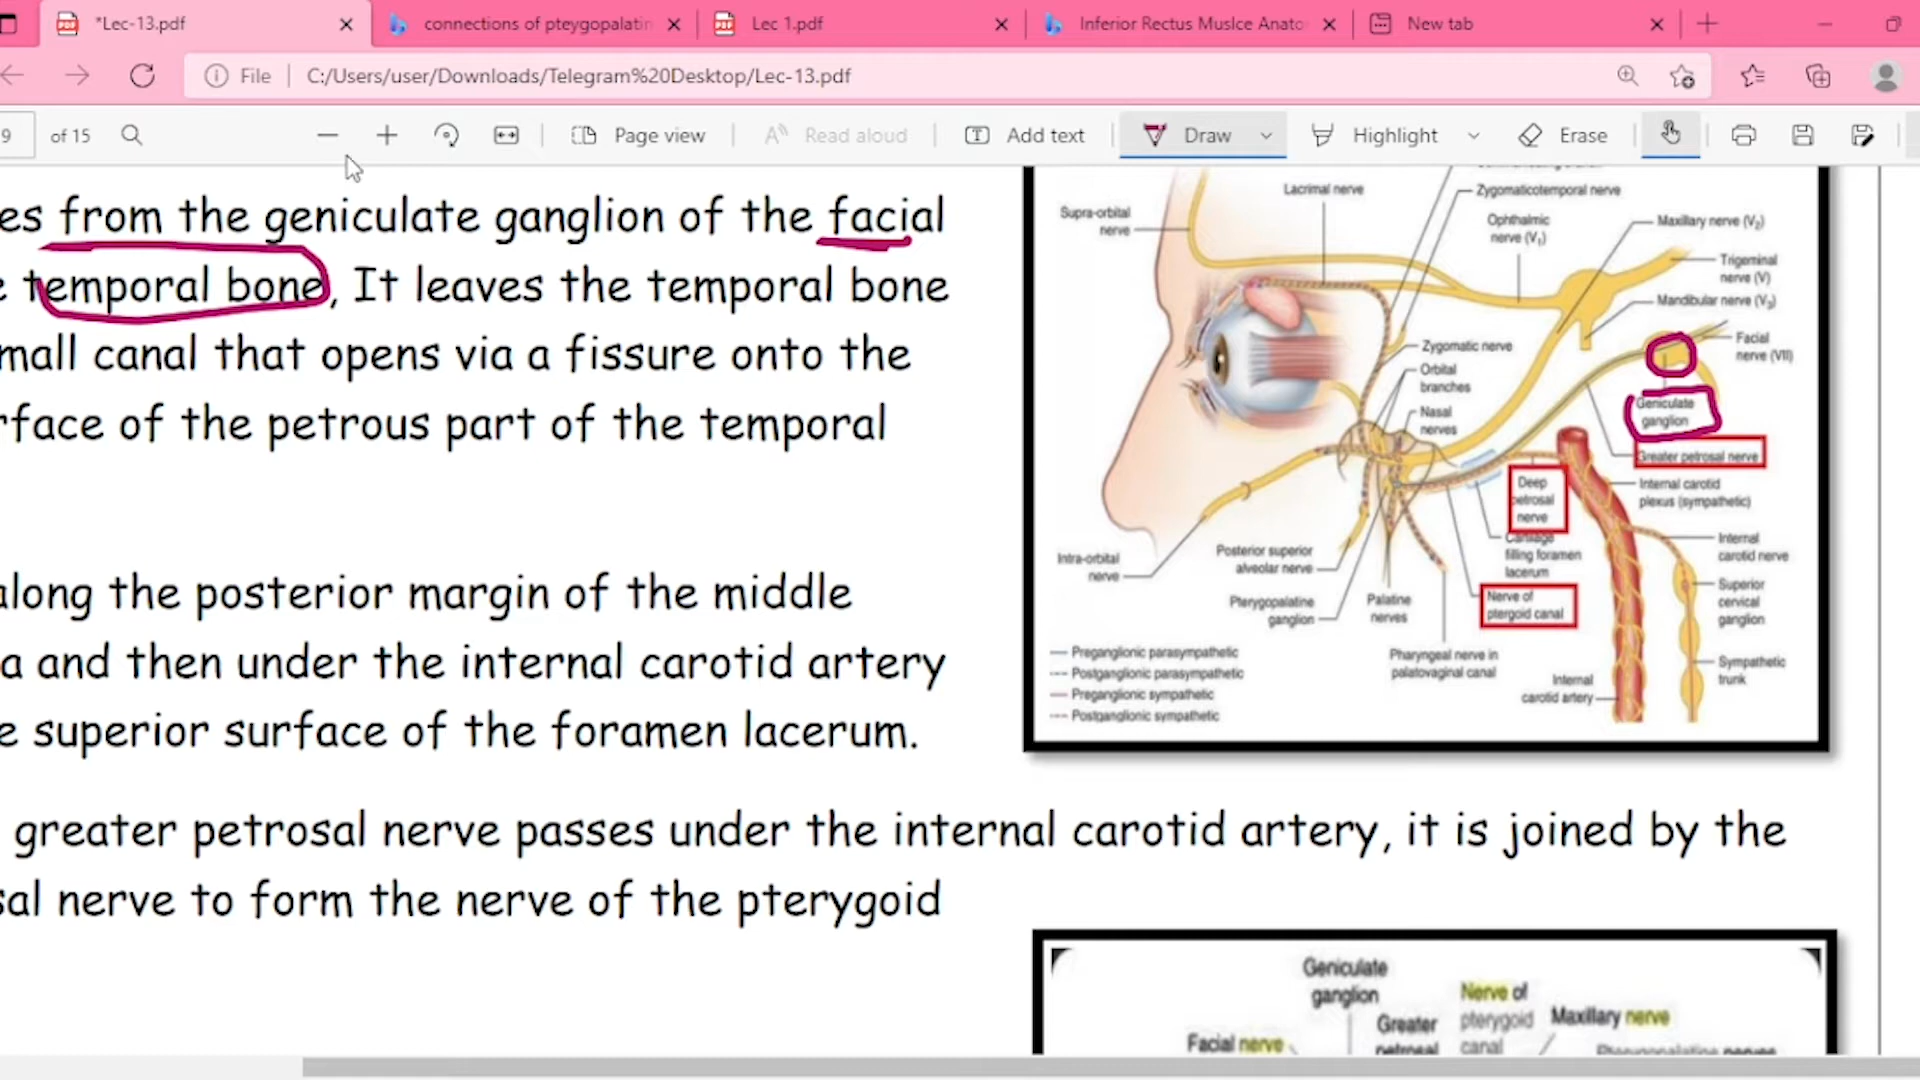 *Lec-13.pdf
connections of pteygopalatin
Lec 1.pdf
Inferior Rectus Muslce Anato
New tab
File
C:/Users/user/Downloads/Telegram%20Desktop/Lec-13.pdf
9 of 15
Page view
Read aloud
Add text
Draw
Highlight
Erase
es from the geniculate ganglion of the facial
e temporal bone, It leaves the temporal bone
mall canal that opens via a fissure onto the
rface of the petrous part of the temporal
along the posterior margin of the middle
a and then under the internal carotid artery
e superior surface of the foramen lacerum.
greater petrosal nerve passes under the internal carotid artery, it is joined by the
sal nerve to form the nerve of the pterygoid
Lacrimal nerve
Zygomaticotemporal nerve
Supra-orbital
nerve
Ophthalmic
nerve (V₁)
Maxillary nerve (V₂)
Trigeminal
nerve (V)
Mandibular nerve (V₃)
Facial
nerve (VII)
Zygomatic nerve
Orbital
branches
Nasal
nerves
Geniculate
ganglion
Greater petrosal nerve
Deep
petrosal
nerve
Internal carotid
plexus (sympathetic)
Cartilage
filling foramen
lacerum
Internal
carotid nerve
Intra-orbital
nerve
Posterior superior
alveolar nerve
Superior
cervical
ganglion
Pterygopalatine
ganglion
Palatine
nerves
Nerve of
ptergoid canal
Pharyngeal nerve in
palatovaginal canal
Sympathetic
trunk
Internal
carotid artery
Preganglionic parasympathetic
Postganglionic parasympathetic
Preganglionic sympathetic
Postganglionic sympathetic
Geniculate
ganglion
Nerve of
pterygoid
canal
Maxillary nerve
Greater
petrosal
Facial nerve
Pterygopalatine nerves